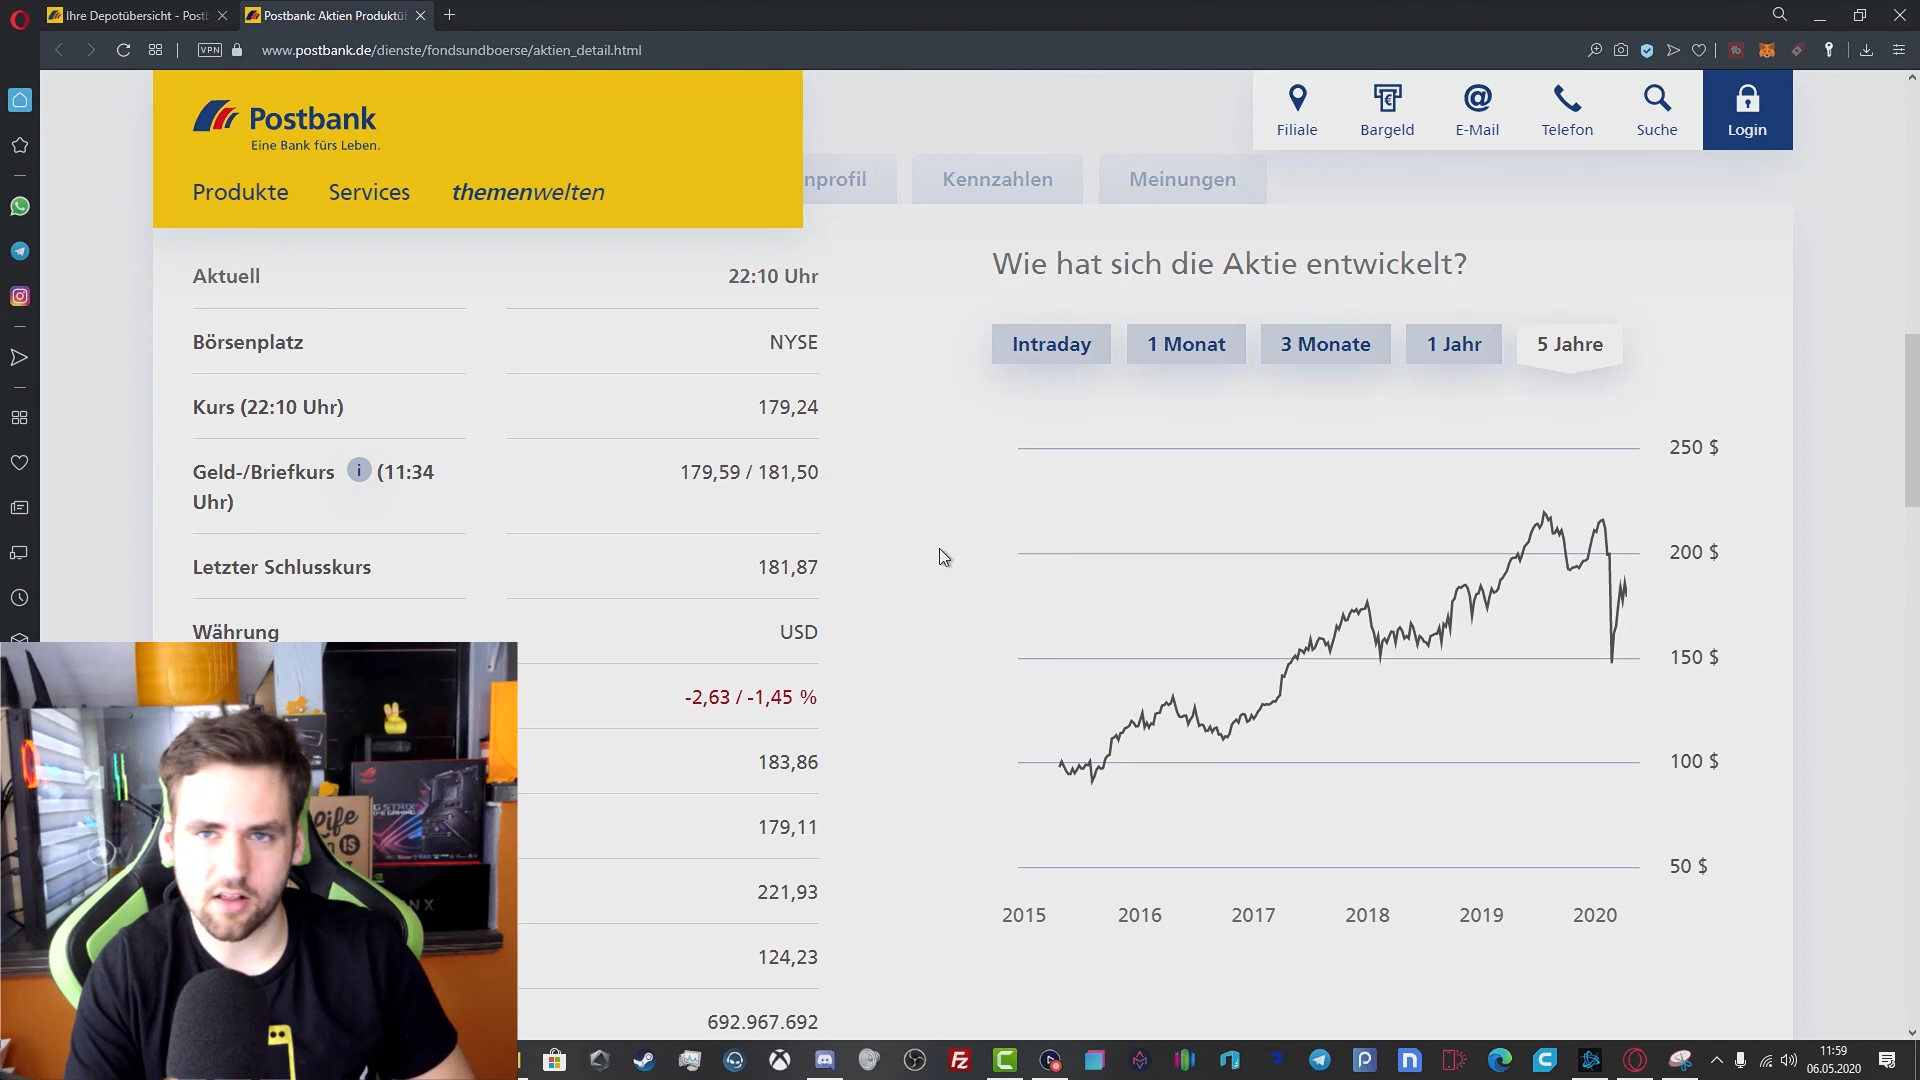 Ihre Depotübersicht - Postb
Postbank: Aktien Produktüb
VPN
www.postbank.de/dienste/fondsundboerse/aktien_detail.html
Postbank
Eine Bank fürs Leben.
Produkte
Services
themenwelten
Filiale
Bargeld
E-Mail
Telefon
Suche
Login
nprofil
Kennzahlen
Meinungen
Aktuell
22:10 Uhr
Börsenplatz
NYSE
Kurs (22:10 Uhr)
179,24
Geld-/Briefkurs i (11:34
Uhr)
179,59 / 181,50
Letzter Schlusskurs
181,87
Währung
USD
-2,63 / -1,45 %
183,86
179,11
221,93
124,23
692.967.692
Wie hat sich die Aktie entwickelt?
Intraday
1 Monat
3 Monate
1 Jahr
5 Jahre
250 $
200 $
150 $
100 $
50 $
2015
2016
2017
2018
2019
2020
Life
IS
11:59
06.05.2020